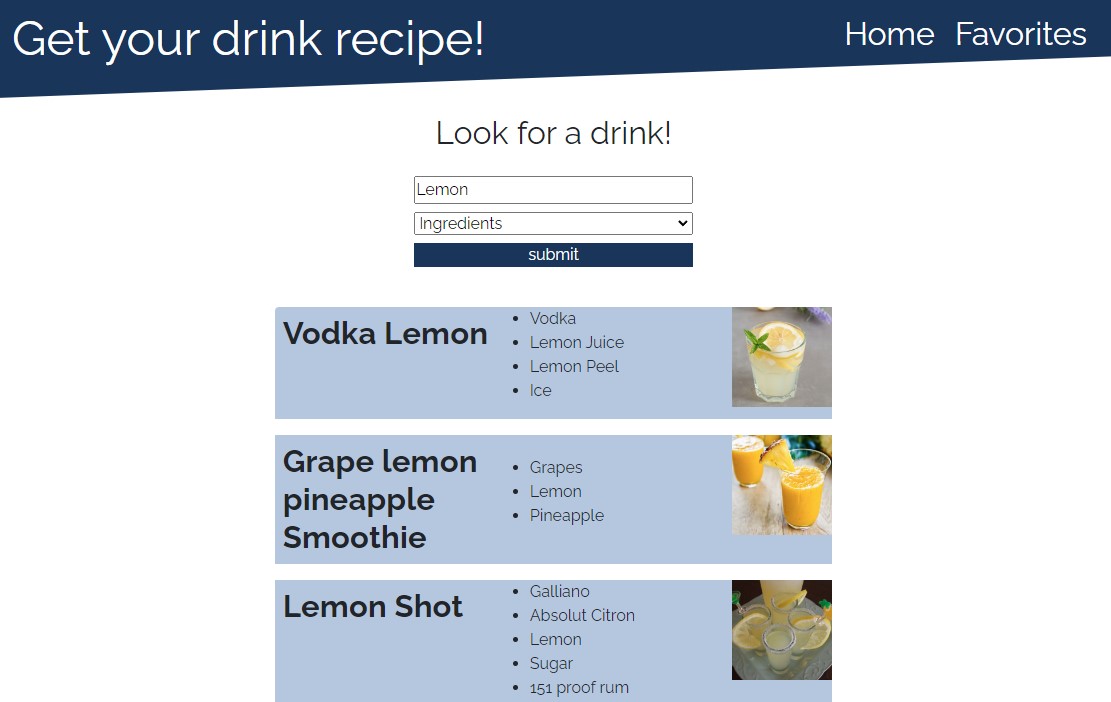 Get your drink recipe!
Home Favorites
Look for a drink!
Lemon
Ingredients
submit
Vodka Lemon
Vodka
Lemon Juice
Lemon Peel
Ice
Grape lemon
pineapple
Smoothie
Grapes
Lemon
Pineapple
Lemon Shot
Galliano
Absolut Citron
Lemon
Sugar
151 proof rum